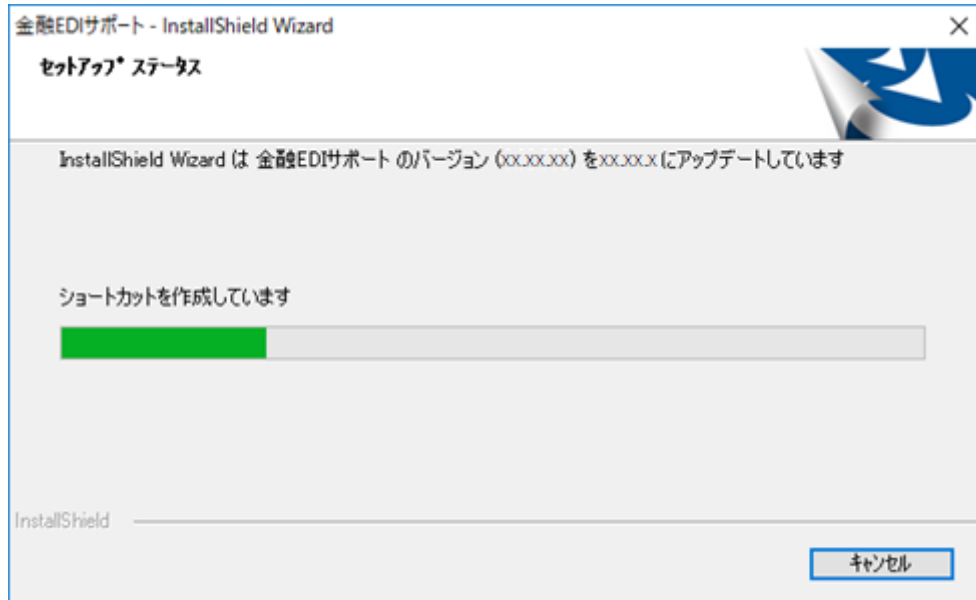 金融EDIサポート - InstallShield Wizard
ｾｯﾄｱｯﾌﾟ ｽﾃｰﾀｽ
InstallShield Wizard は 金融EDIサポート のバージョン (xx.xx.xx) をxx.xx.x にアップデートしています
ショートカットを作成しています
InstallShield
ｷｬﾝｾﾙ